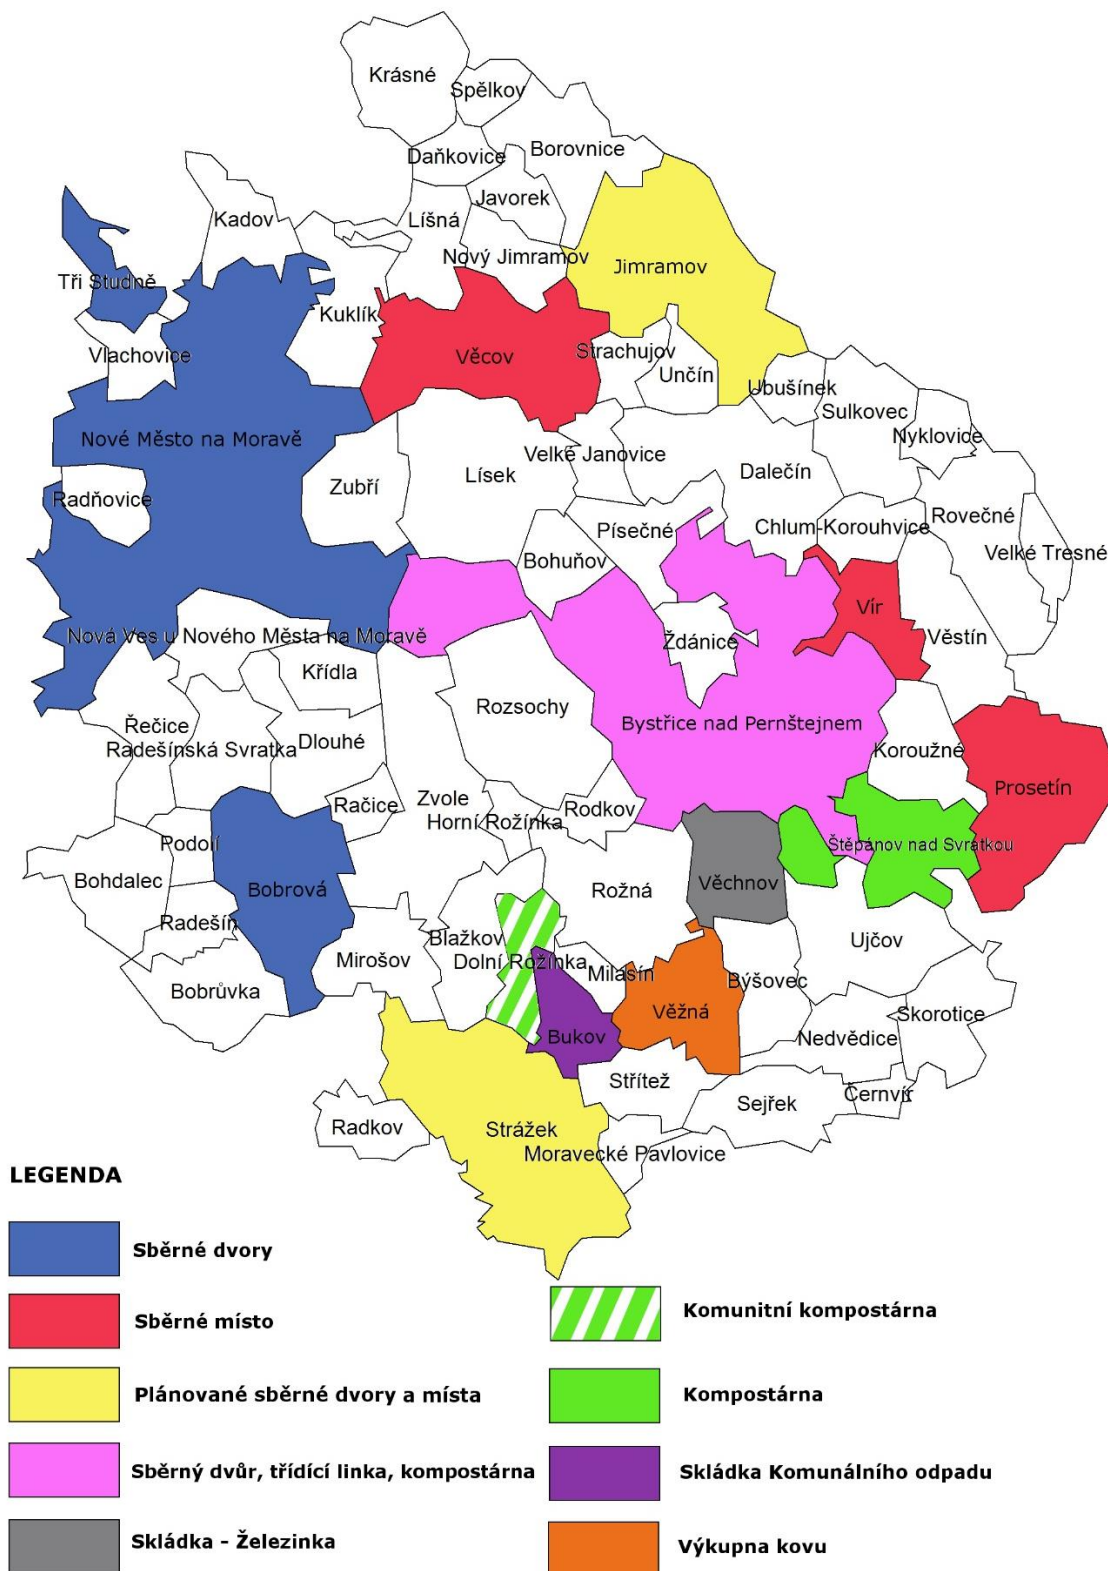 Krásné
Spělkov
Daňkovice
Borovnice
Javorek
Kadov
Líšná
Nový Jimramov
Jimramov
Tři Studně
Kuklík
Vlachovice
Věcov
Strachujov
Unčín
Ubušínek
Sulkovec
Nyklovice
Nové Město na Moravě
Velké Janovice
Dalečín
Zubří
Lísek
Radňovice
Písečné
Chlum-Korouhvice
Rovečné
Velké Tresné
Bohuňov
Vír
Nová Ves u Nového Města na Moravě
Věstín
Ždánice
Křídla
Rozsochy
Bystřice nad Pernštejnem
Řečice
Radešínská Svratka
Dlouhé
Koroužné
Prosetín
Račice
Zvole
Horní Rožínka
Rodkov
Podolí
Štěpánov nad Svratkou
Bohdalec
Bobrová
Rožná
Věchnov
Radešín
Blažkov
Ujčov
Mirošov
Dolní Rožínka
Milasín
Býšovec
Bobrůvka
Věžná
Skorotice
Bukov
Nedvědice
Střítež
Černvír
Sejřek
Radkov
Strážek
Moravecké Pavlovice
LEGENDA
Sběrné dvory
Sběrné místo
Plánované sběrné dvory a místa
Sběrný dvůr, třídící linka, kompostárna
Skládka - Železinka
Komunitní kompostárna
Kompostárna
Skládka Komunálního odpadu
Výkupna kovu